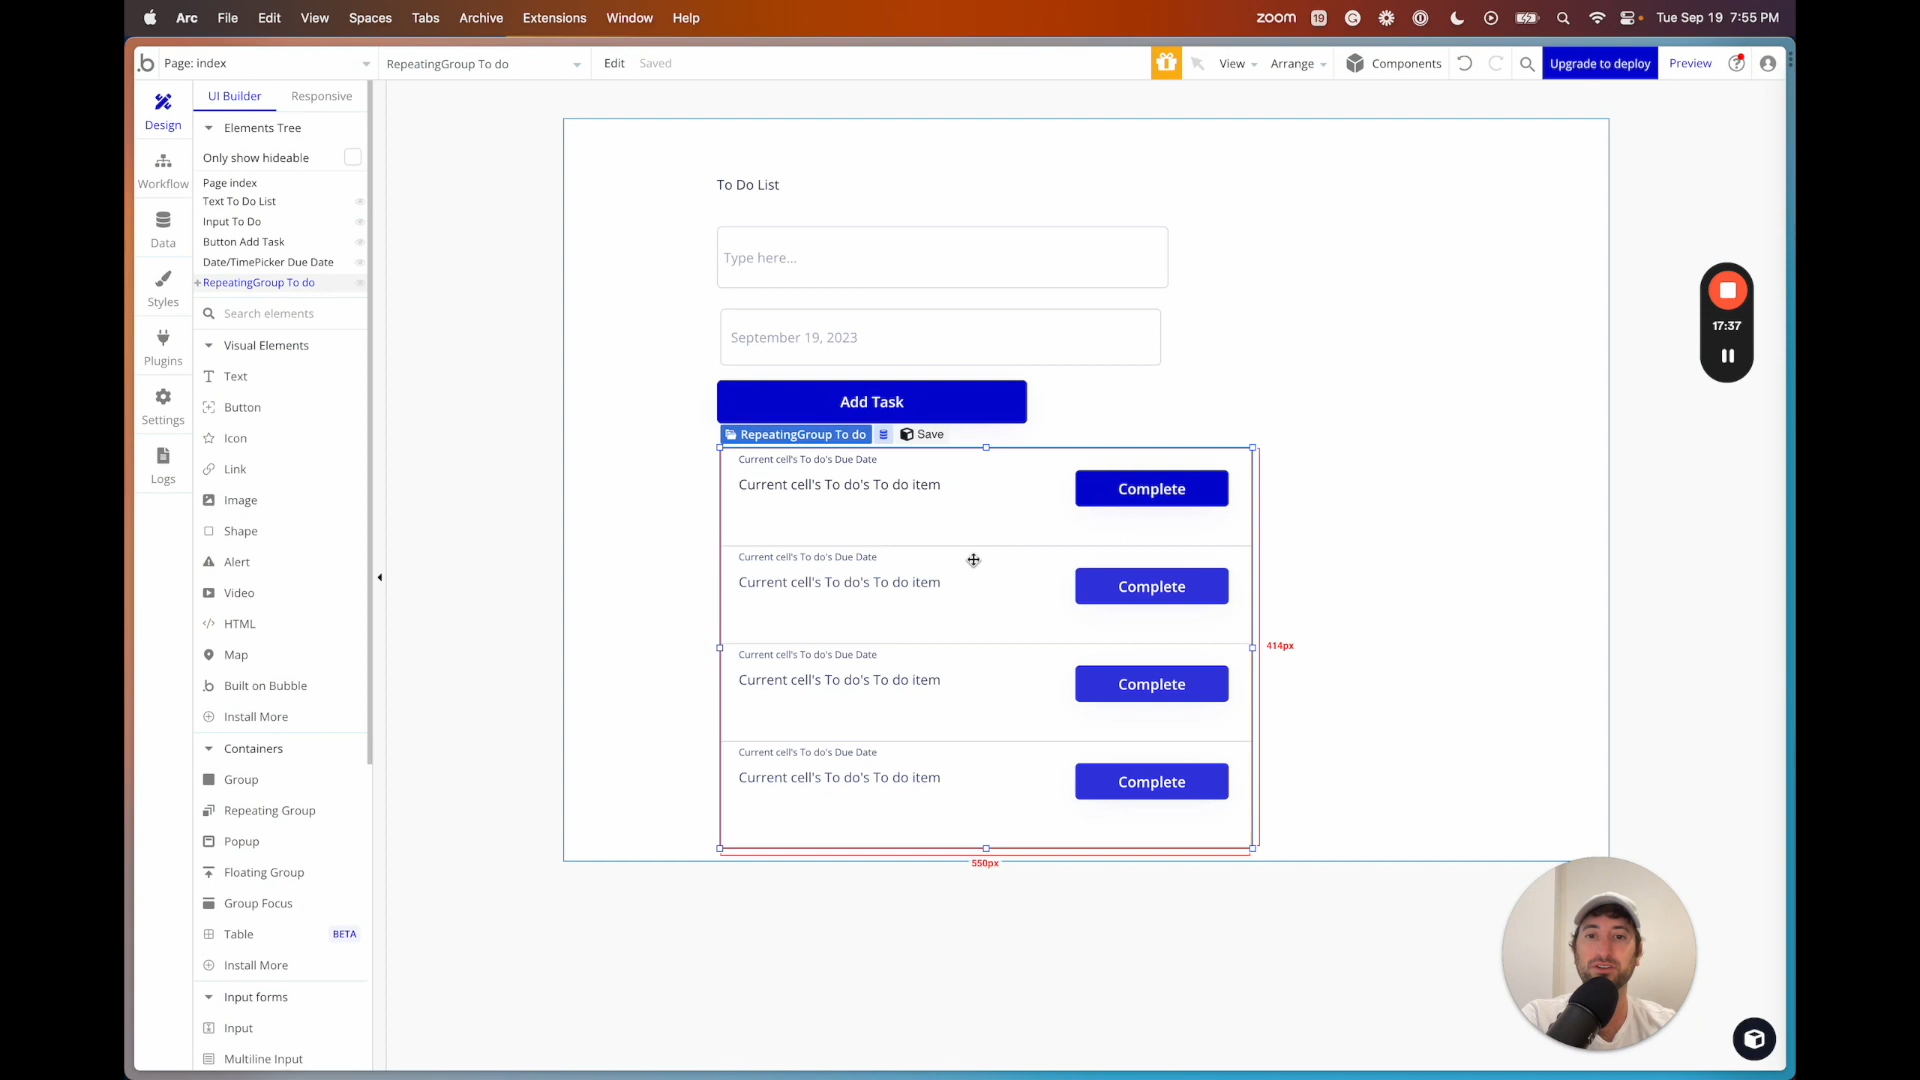 Arc File Edit View Spaces Tabs Archive Extensions Window Help zoom 19 Tue Sep 19 7:55 PM
Page: index RepeatingGroup To do Edit Saved View Arrange Components Upgrade to deploy Preview
UI Builder Responsive
Design
Workflow
Data
Styles
Plugins
Settings
Logs
Elements Tree
Only show hideable
Page index
Text To Do List
Input To Do
Button Add Task
Date/TimePicker Due Date
RepeatingGroup To do
Search elements
Visual Elements
Text
Button
Icon
Link
Image
Shape
Alert
Video
HTML
Map
Built on Bubble
Install More
Containers
Group
Repeating Group
Popup
Floating Group
Group Focus
Table BETA
Install More
Input forms
Input
Multiline Input
To Do List
Type here...
September 19, 2023
Add Task
RepeatingGroup To do Save
Current cell's To do's Due Date
Current cell's To do's To do item
Complete
Current cell's To do's Due Date
Current cell's To do's To do item
Complete
Current cell's To do's Due Date
Current cell's To do's To do item
Complete
Current cell's To do's Due Date
Current cell's To do's To do item
Complete
414px
550px
17:37